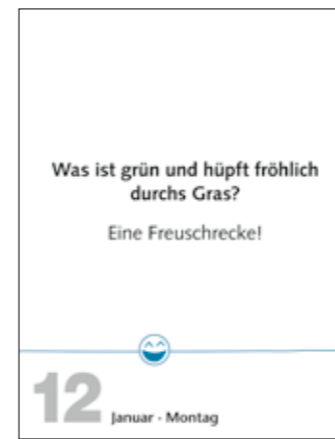 Was ist grün und hüpft fröhlich
durchs Gras?
Eine Freuschrecke!
12
Januar - Montag